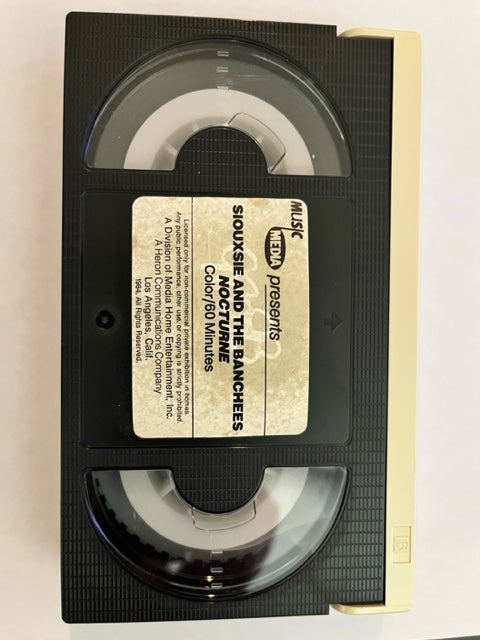 MUSIC
MEDIA presents
SIOUXSIE AND THE BANCHEES
NOCTURNE
Color/60 Minutes
Licensed only for non-commercial private exhibition in homes.
Any public performance, other use, or copying is strictly prohibited.
A Division of Media Home Entertainment, Inc.
A Heron Communications Company
Los Angeles, Calif.
1984, All Rights Reserved.